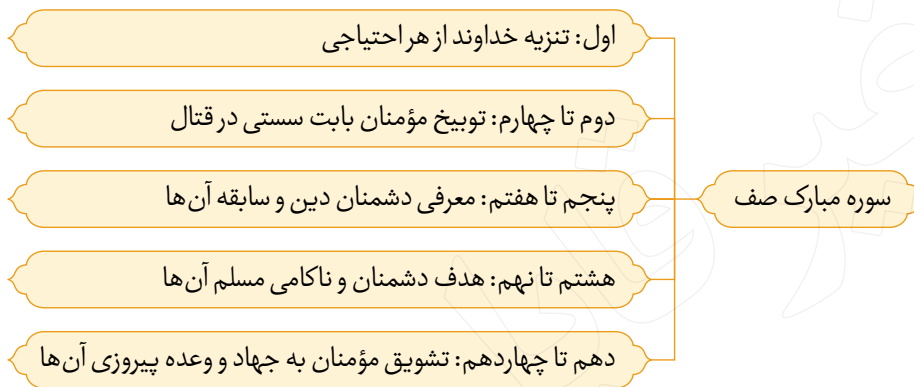 سوره مبارک صف
اول: تنزیه خداوند از هر احتیاجی
دوم تا چهارم: توبیخ مؤمنان بابت سستی در قتال
پنجم تا هفتم: معرفی دشمنان دین و سابقه آن‌ها
هشتم تا نهم: هدف دشمنان و ناکامی مسلم آن‌ها
دهم تا چهاردهم: تشویق مؤمنان به جهاد و وعده پیروزی آن‌ها